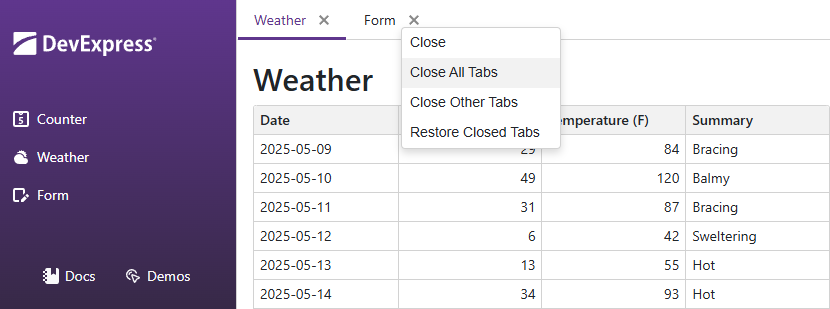 DevExpress®
Counter
Weather
Form
Docs
Demos
Weather
Form
Close
Close All Tabs
Close Other Tabs
Restore Closed Tabs
Weather
Date emperature (F) Summary
2025-05-09 29 84 Bracing
2025-05-10 49 120 Balmy
2025-05-11 31 87 Bracing
2025-05-12 6 42 Sweltering
2025-05-13 13 55 Hot
2025-05-14 34 93 Hot